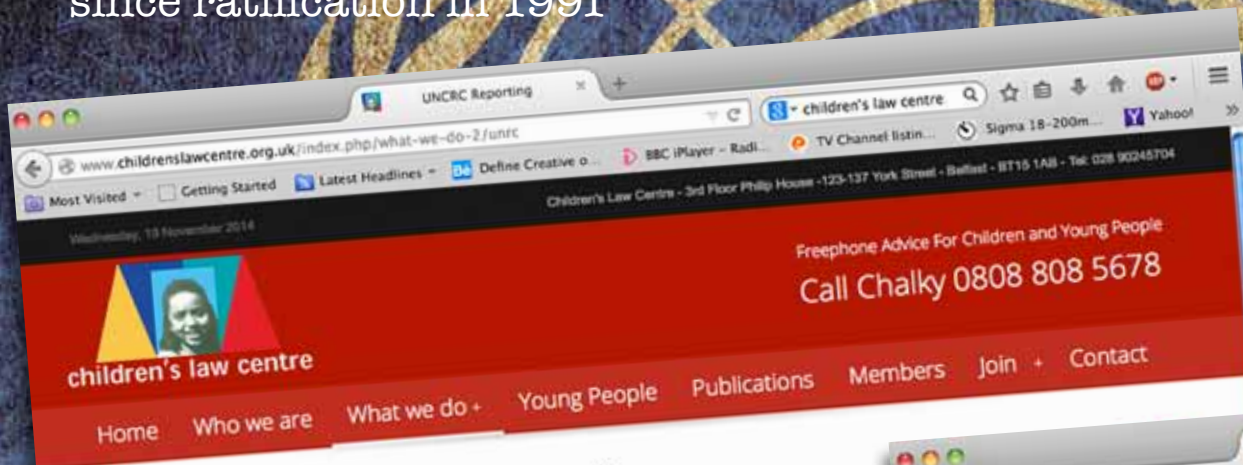 since ratification in 1991
UNCRC Reporting
www.childrenslawcentre.org.uk/index.php/what-we-do-2/unrc
children's law centre
Most Visited
Getting Started
Latest Headlines
Define Creative o...
BBC iPlayer - Radi...
TV Channel listin...
Sigma 18-200m...
Yahoo!
Wednesday, 19 November 2014
Children's Law Centre - 3rd Floor Philip House -123-137 York Street - Belfast - BT15 1AB - Tel: 028 90245704
Freephone Advice For Children and Young People
Call Chalky 0808 808 5678
children's law centre
Home Who we are What we do + Young People Publications Members Join + Contact